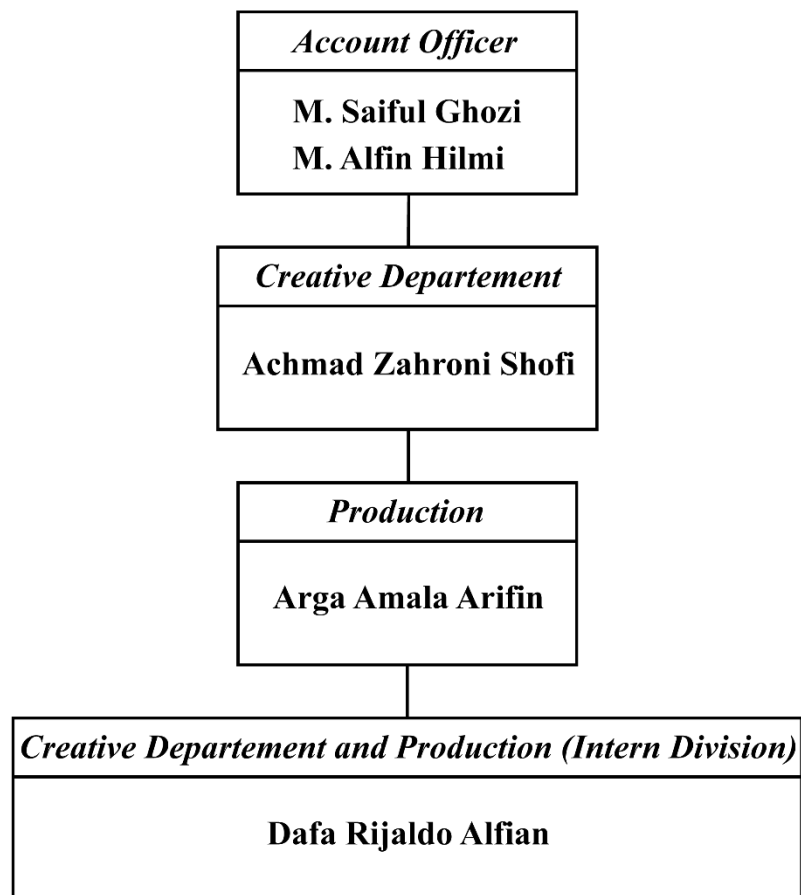 Account Officer
M. Saiful Ghozi
M. Alfin Hilmi
Creative Departement
Achmad Zahroni Shofi
Production
Arga Amala Arifin
Creative Departement and Production (Intern Division)
Dafa Rijaldo Alfian